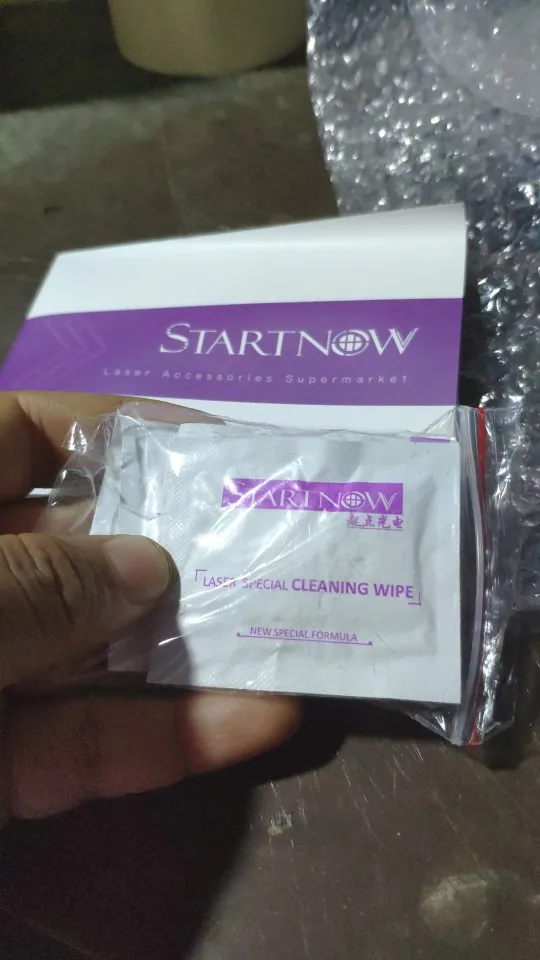 STARTNOW
Laser Accessories Supermarket
STARTNOW
起点光电
LASER SPECIAL CLEANING WIPE
NEW SPECIAL FORMULA